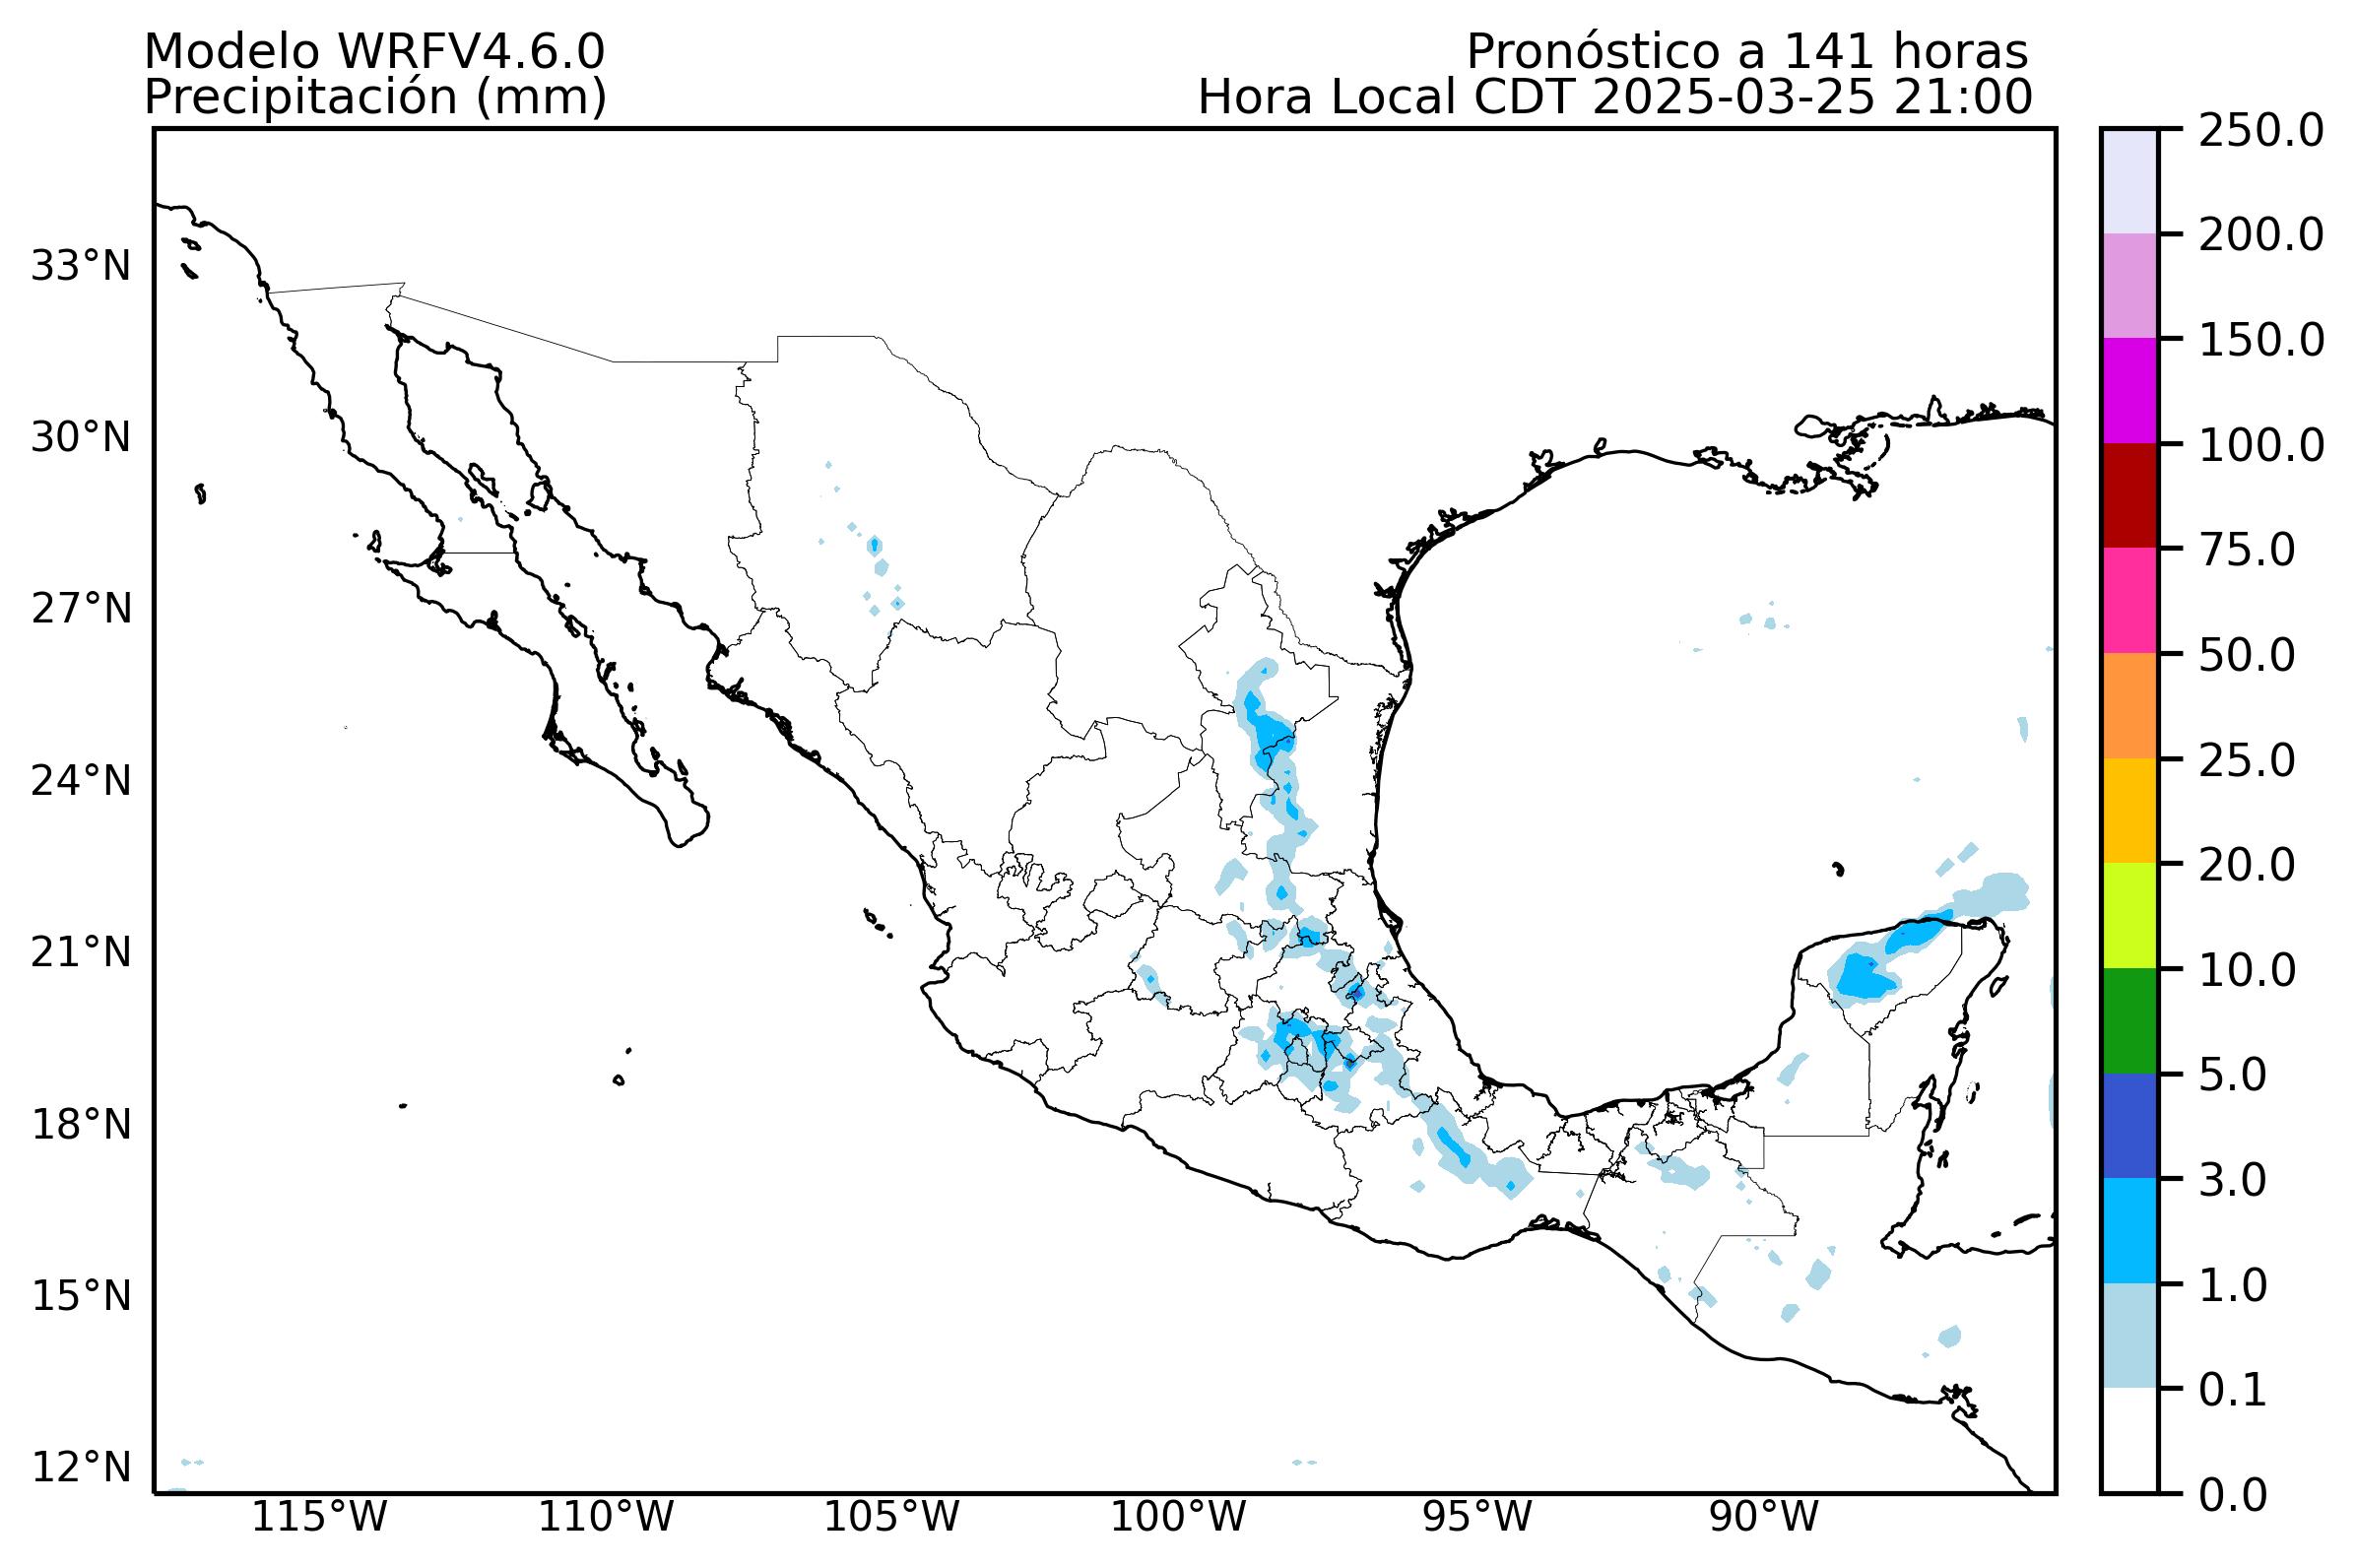 Modelo WRFV4.6.0
Pronóstico a 141 horas
Precipitación (mm)
Hora Local CDT 2025-03-25 21:00
250.0
200.0
150.0
100.0
75.0
50.0
25.0
20.0
10.0
5.0
3.0
1.0
0.1
0.0
33°N
30°N
27°N
24°N
21°N
18°N
15°N
12°N
115°W
110°W
105°W
100°W
95°W
90°W